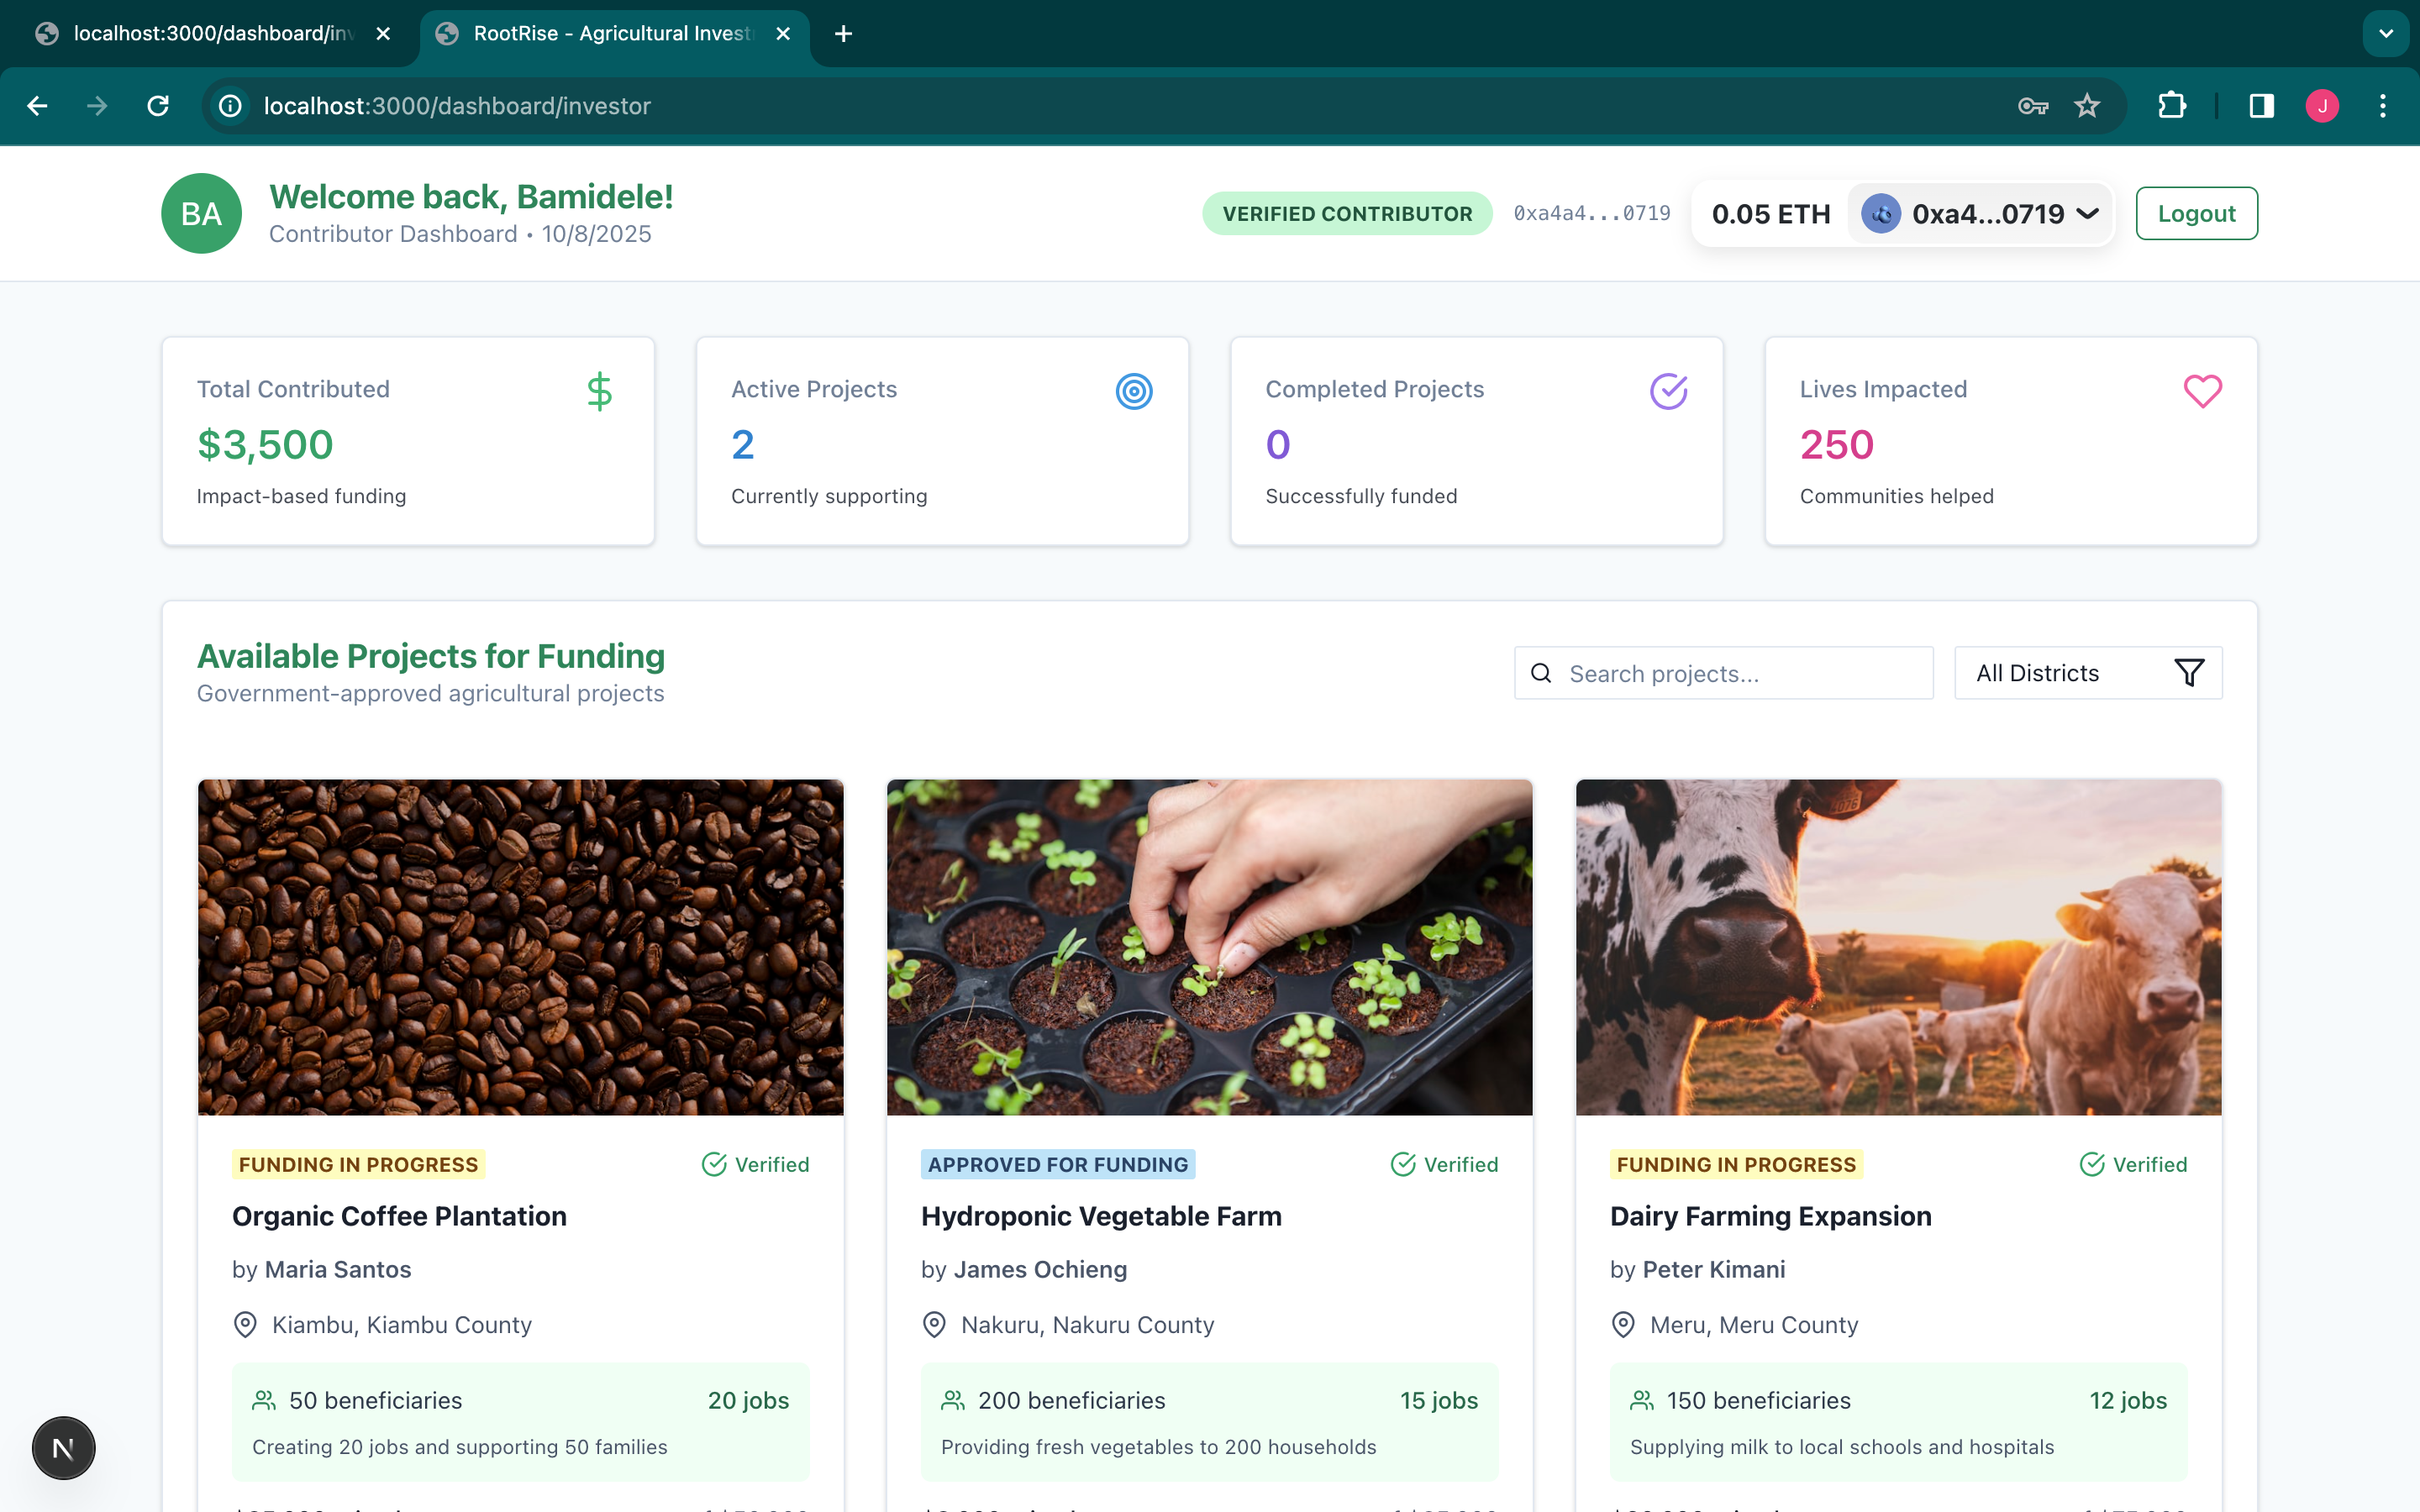 localhost:3000/dashboard/inv
RootRise - Agricultural Invest
localhost:3000/dashboard/investor
J
BA
Welcome back, Bamidele!
Contributor Dashboard • 10/8/2025
VERIFIED CONTRIBUTOR
0xa4a4...0719
0.05 ETH
0xa4...0719
Logout
Total Contributed
$3,500
Impact-based funding
Active Projects
2
Currently supporting
Completed Projects
0
Successfully funded
Lives Impacted
250
Communities helped
Available Projects for Funding
Government-approved agricultural projects
Search projects...
All Districts
FUNDING IN PROGRESS
Verified
Organic Coffee Plantation
by Maria Santos
Kiambu, Kiambu County
50 beneficiaries
20 jobs
Creating 20 jobs and supporting 50 families
APPROVED FOR FUNDING
Verified
Hydroponic Vegetable Farm
by James Ochieng
Nakuru, Nakuru County
200 beneficiaries
15 jobs
Providing fresh vegetables to 200 households
FUNDING IN PROGRESS
Verified
Dairy Farming Expansion
by Peter Kimani
Meru, Meru County
150 beneficiaries
12 jobs
Supplying milk to local schools and hospitals
N